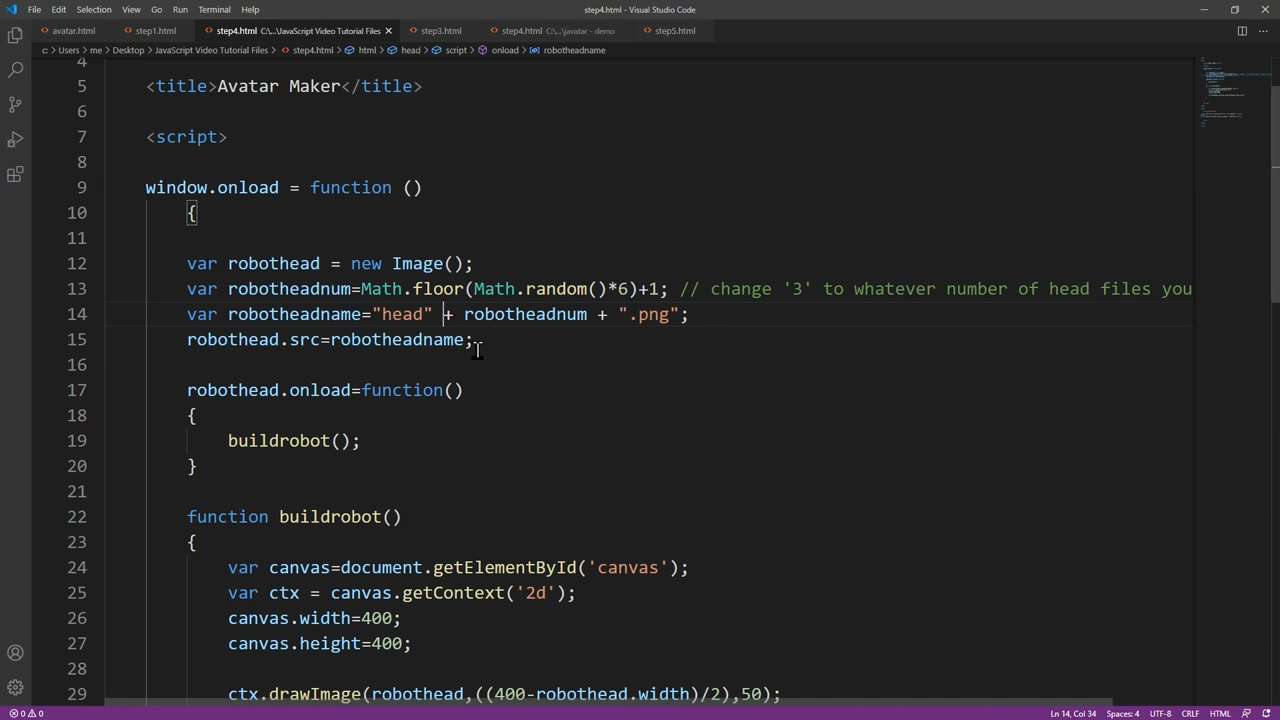 File Edit Selection View Go Run Terminal Help step4.html - Visual Studio Code
avatar.html step1.html step4.html C:\...\JavaScript Video Tutorial Files step3.html step4.html C:\...\javatar - demo step5.html
c: > Users > me > Desktop > JavaScript Video Tutorial Files > step4.html > html > head > script > onload > robotheadname
4
5 <title>Avatar Maker</title>
6
7 <script>
8
9 window.onload = function ()
10 {
11
12 var robothead = new Image();
13 var robotheadnum=Math.floor(Math.random()*6)+1; // change '3' to whatever number of head files you
14 var robotheadname="head" + robotheadnum + ".png";
15 robothead.src=robotheadname;
16
17 robothead.onload=function()
18 {
19 buildrobot();
20 }
21
22 function buildrobot()
23 {
24 var canvas=document.getElementById('canvas');
25 var ctx = canvas.getContext('2d');
26 canvas.width=400;
27 canvas.height=400;
28
29 ctx.drawImage(robothead,((400-robothead.width)/2),50);
0 0 Ln 14, Col 34 Spaces: 4 UTF-8 CRLF HTML